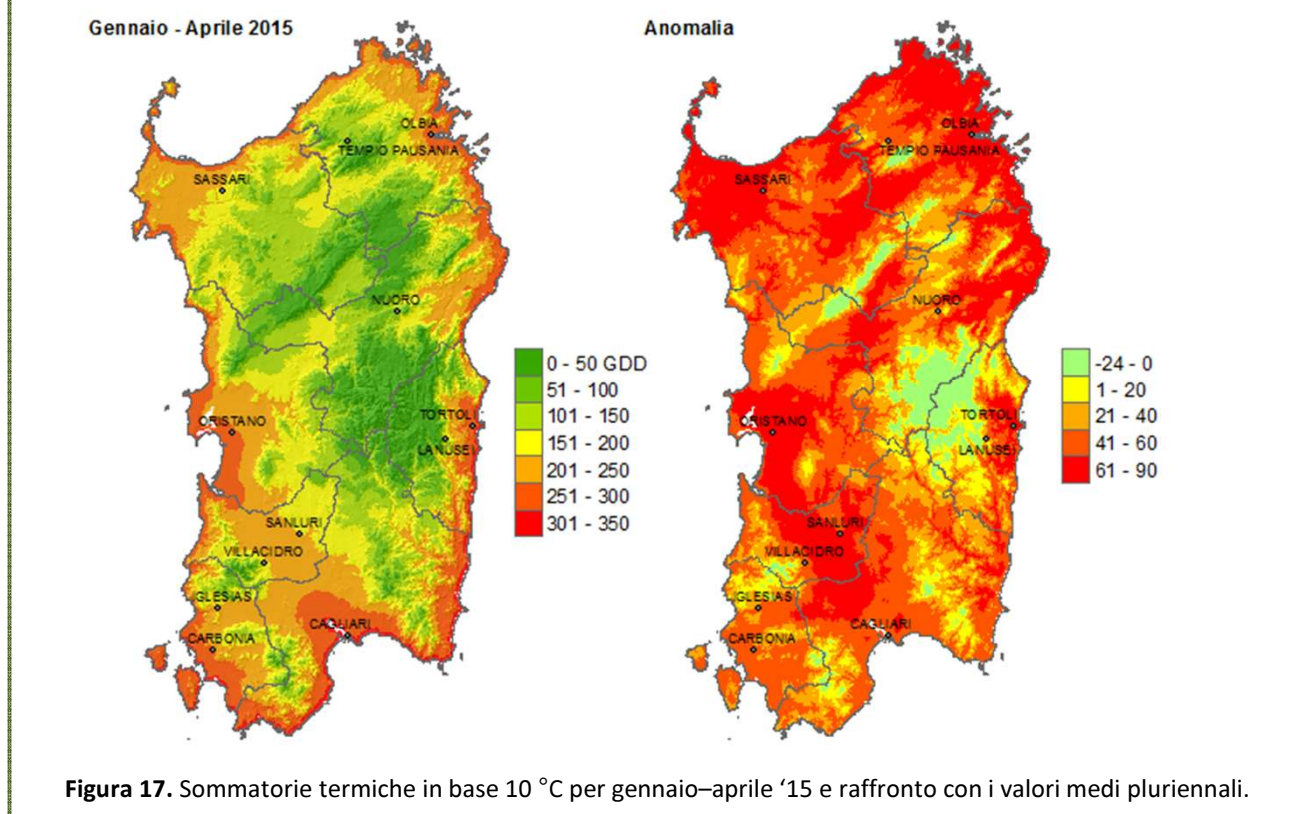 Gennaio - Aprile 2015
OLBIA
TEMPIO PAUSANIA
SASSARI
NUORO
ORISTANO
TORTOLI
LANUSEI
SANLURI
VILLACIDRO
IGLESIAS
CAGLIARI
CARBONIA
0 - 50 GDD
51 - 100
101 - 150
151 - 200
201 - 250
251 - 300
301 - 350
Anomalia
OLBIA
TEMPIO PAUSANIA
SASSARI
NUORO
ORISTANO
TORTOLI
LANUSEI
SANLURI
VILLACIDRO
IGLESIAS
CAGLIARI
CARBONIA
-24 - 0
1 - 20
21 - 40
41 - 60
61 - 90
Figura 17. Sommatorie termiche in base 10 °C per gennaio–aprile ‘15 e raffronto con i valori medi pluriennali.